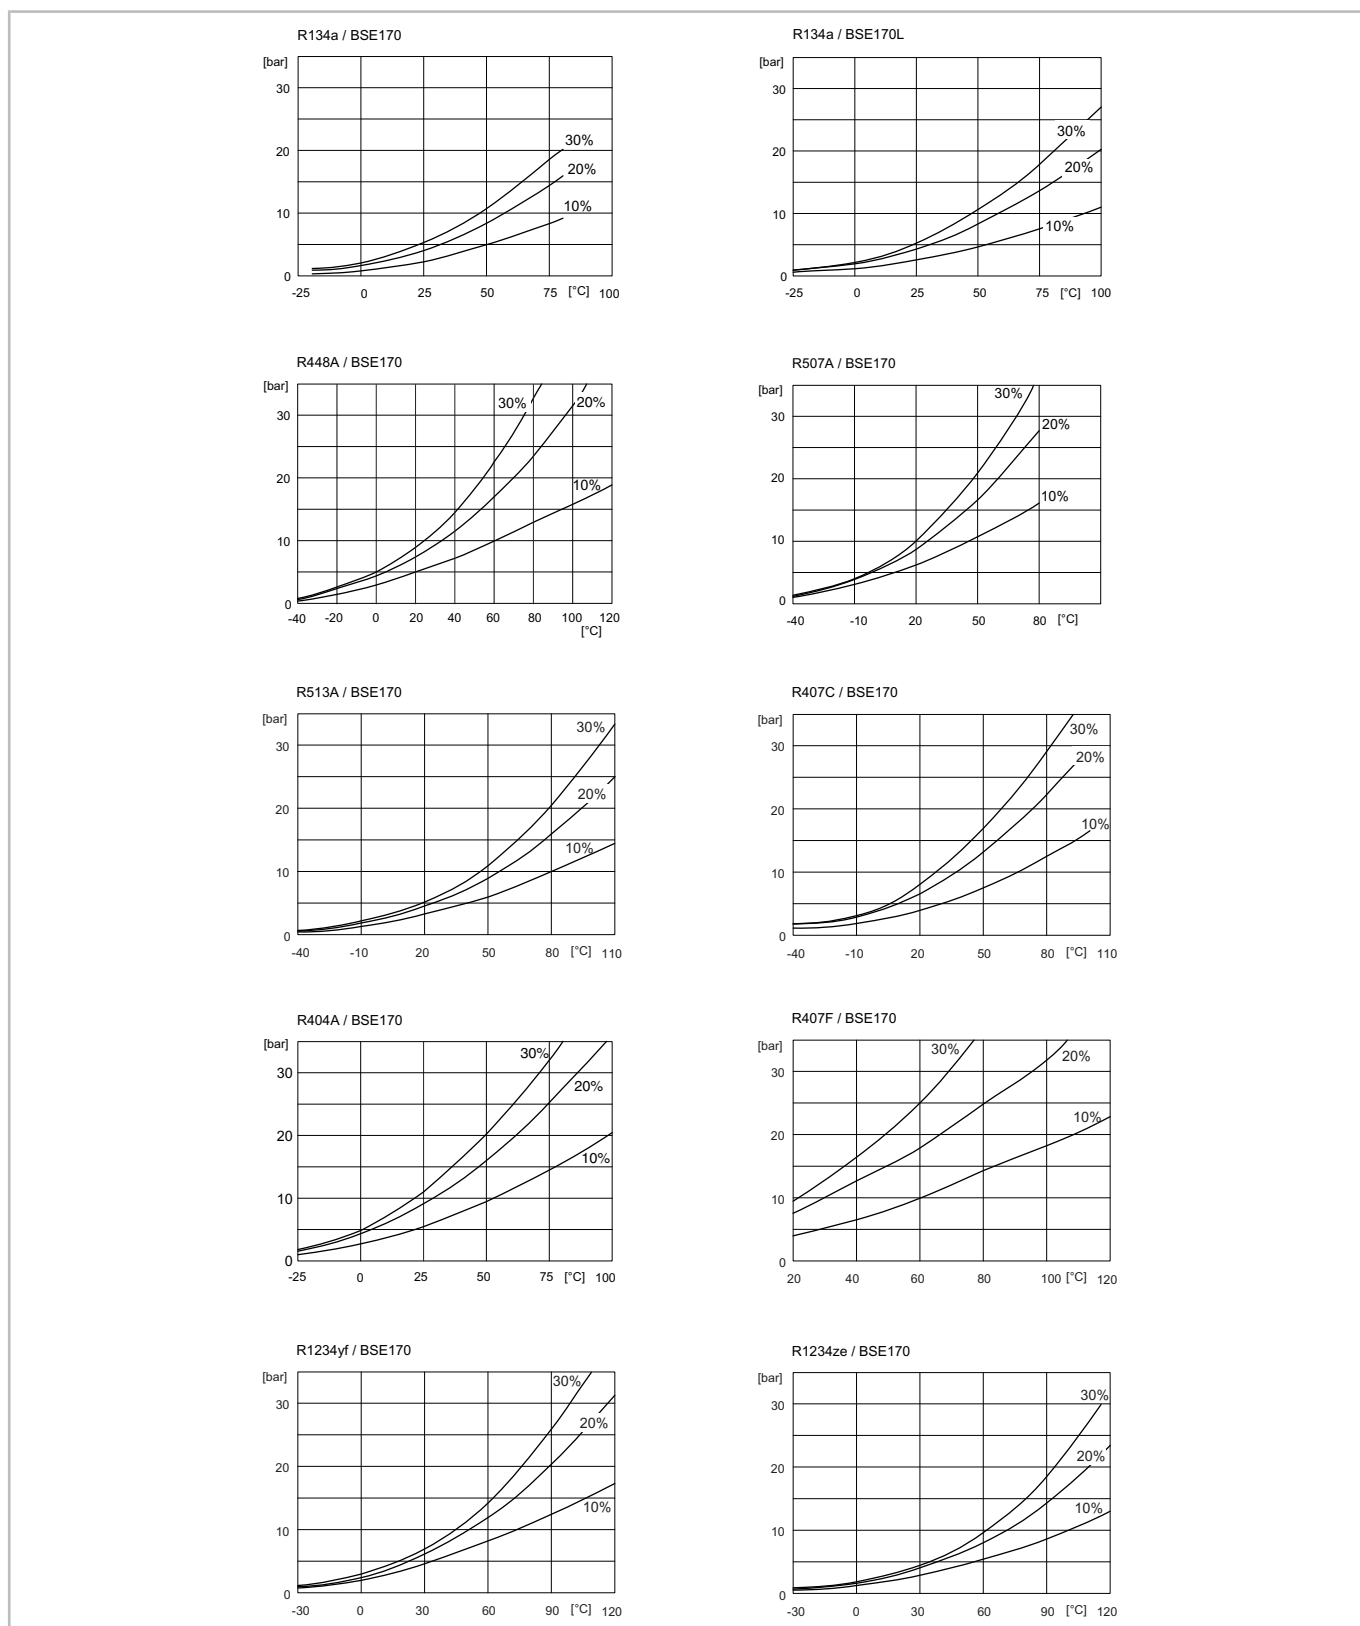 R134a / BSE170
[bar]
30
20
10
0
30%
20%
10%
-25 0 25 50 75 [°C] 100
R134a / BSE170L
[bar]
30
20
10
0
30%
20%
10%
-25 0 25 50 75 [°C] 100
R448A / BSE170
[bar]
30
20
10
0
30%
20%
10%
-40 -20 0 20 40 60 80 100 120
[°C]
R507A / BSE170
[bar]
30
20
10
0
30%
20%
10%
-40 -10 20 50 80 [°C]
R513A / BSE170
[bar]
30
20
10
0
30%
20%
10%
-40 -10 20 50 80 [°C] 110
R407C / BSE170
[bar]
30
20
10
0
30%
20%
10%
-40 -10 20 50 80 [°C] 110
R404A / BSE170
[bar]
30
20
10
0
30%
20%
10%
-25 0 25 50 75 [°C] 100
R407F / BSE170
[bar]
30
20
10
0
30%
20%
10%
20 40 60 80 100 [°C] 120
R1234yf / BSE170
[bar]
30
20
10
0
30%
20%
10%
-30 0 30 60 90 [°C] 120
R1234ze / BSE170
[bar]
30
20
10
0
30%
20%
10%
-30 0 30 60 90 [°C] 120